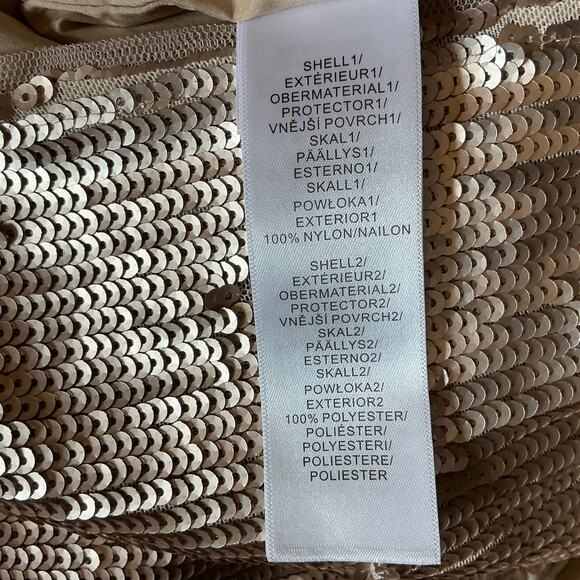 SHELL1/
EXTÉRIEUR1/
OBERMATERIAL1/
PROTECTOR1/
VNĚJŠÍ POVRCH1/
SKAL1/
PÄÄLLYS1/
ESTERNO1/
SKALL1/
POWŁOKA1/
EXTERIOR1
100% NYLON/NAILON
SHELL2/
EXTÉRIEUR2/
OBERMATERIAL2/
PROTECTOR2/
VNĚJŠÍ POVRCH2/
SKAL2/
PÄÄLLYS2/
ESTERNO2/
SKALL2/
POWŁOKA2/
EXTERIOR2
100% POLYESTER/
POLIÉSTER/
POLYESTERI/
POLIESTERE/
POLIESTER